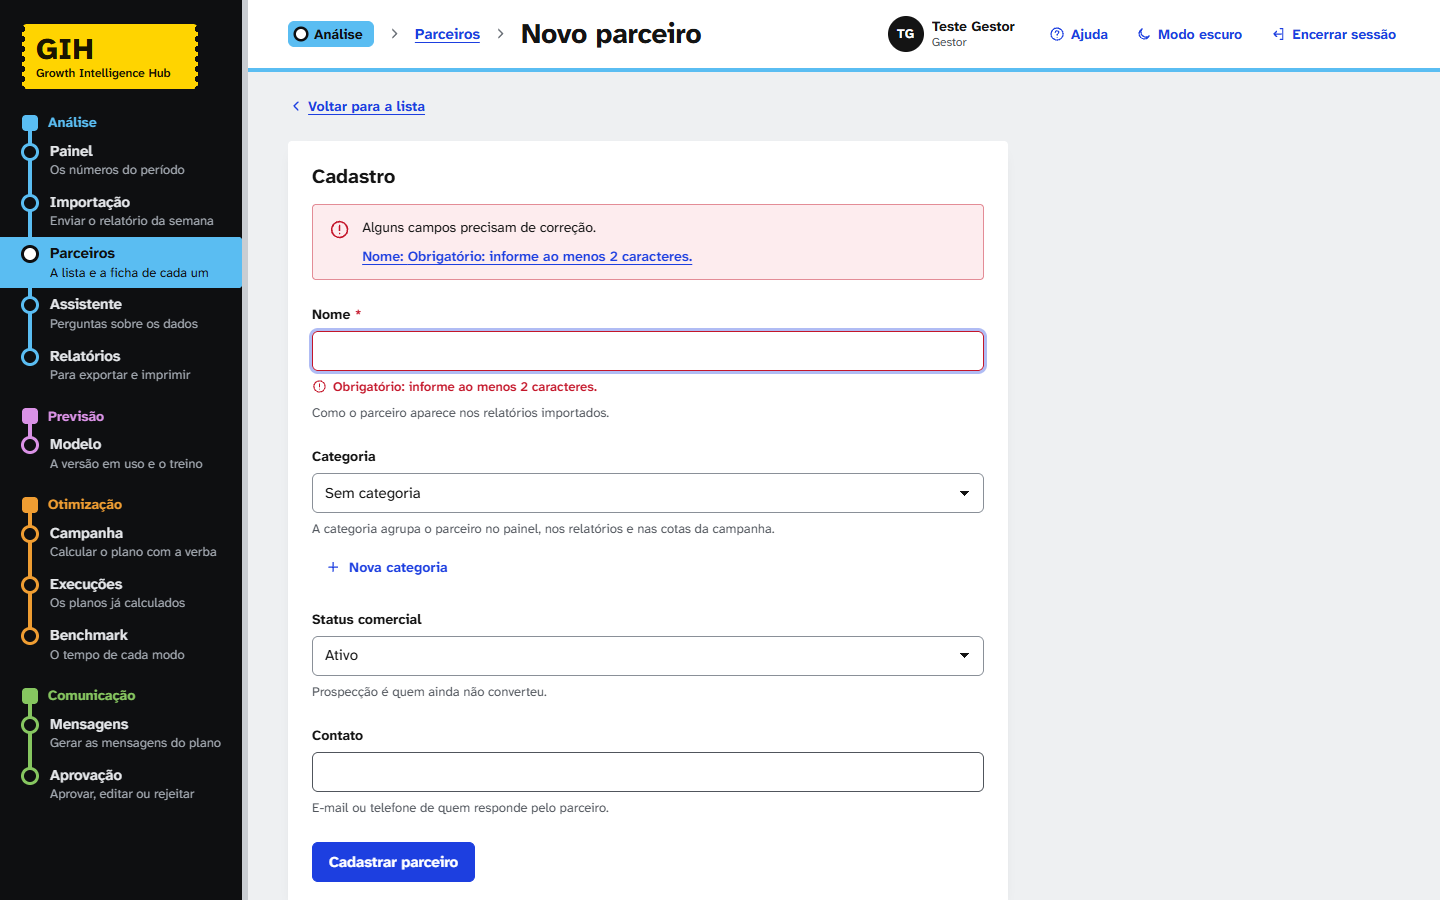 GIH
Growth Intelligence Hub
Análise
Painel
Os números do período
Importação
Enviar o relatório da semana
Parceiros
A lista e a ficha de cada um
Assistente
Perguntas sobre os dados
Relatórios
Para exportar e imprimir
Previsão
Modelo
A versão em uso e o treino
Otimização
Campanha
Calcular o plano com a verba
Execuções
Os planos já calculados
Benchmark
O tempo de cada modo
Comunicação
Mensagens
Gerar as mensagens do plano
Aprovação
Aprovar, editar ou rejeitar
Análise > Parceiros > Novo parceiro
TG
Teste Gestor
Gestor
Ajuda
Modo escuro
Encerrar sessão
Voltar para a lista
Cadastro
Alguns campos precisam de correção.
Nome: Obrigatório: informe ao menos 2 caracteres.
Nome *
Obrigatório: informe ao menos 2 caracteres.
Como o parceiro aparece nos relatórios importados.
Categoria
Sem categoria
A categoria agrupa o parceiro no painel, nos relatórios e nas cotas da campanha.
+ Nova categoria
Status comercial
Ativo
Prospecção é quem ainda não converteu.
Contato
E-mail ou telefone de quem responde pelo parceiro.
Cadastrar parceiro